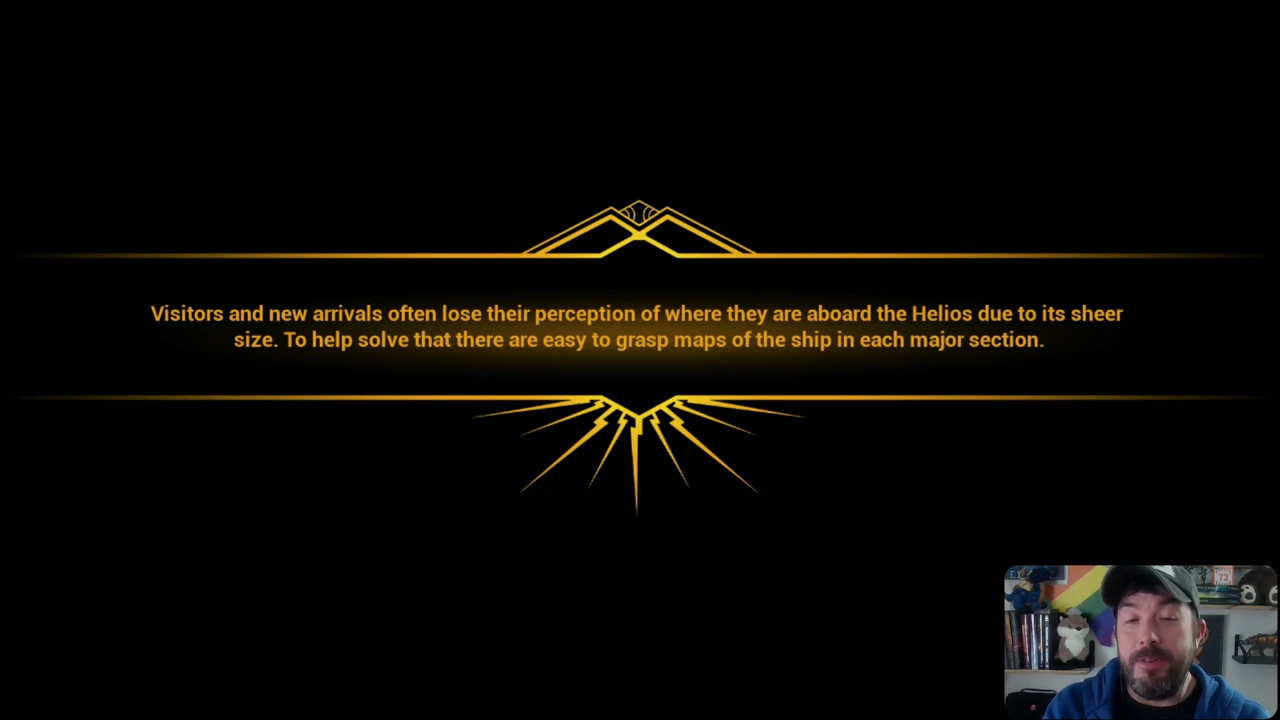 Visitors and new arrivals often lose their perception of where they are aboard the Helios due to its sheer
size. To help solve that there are easy to grasp maps of the ship in each major section.